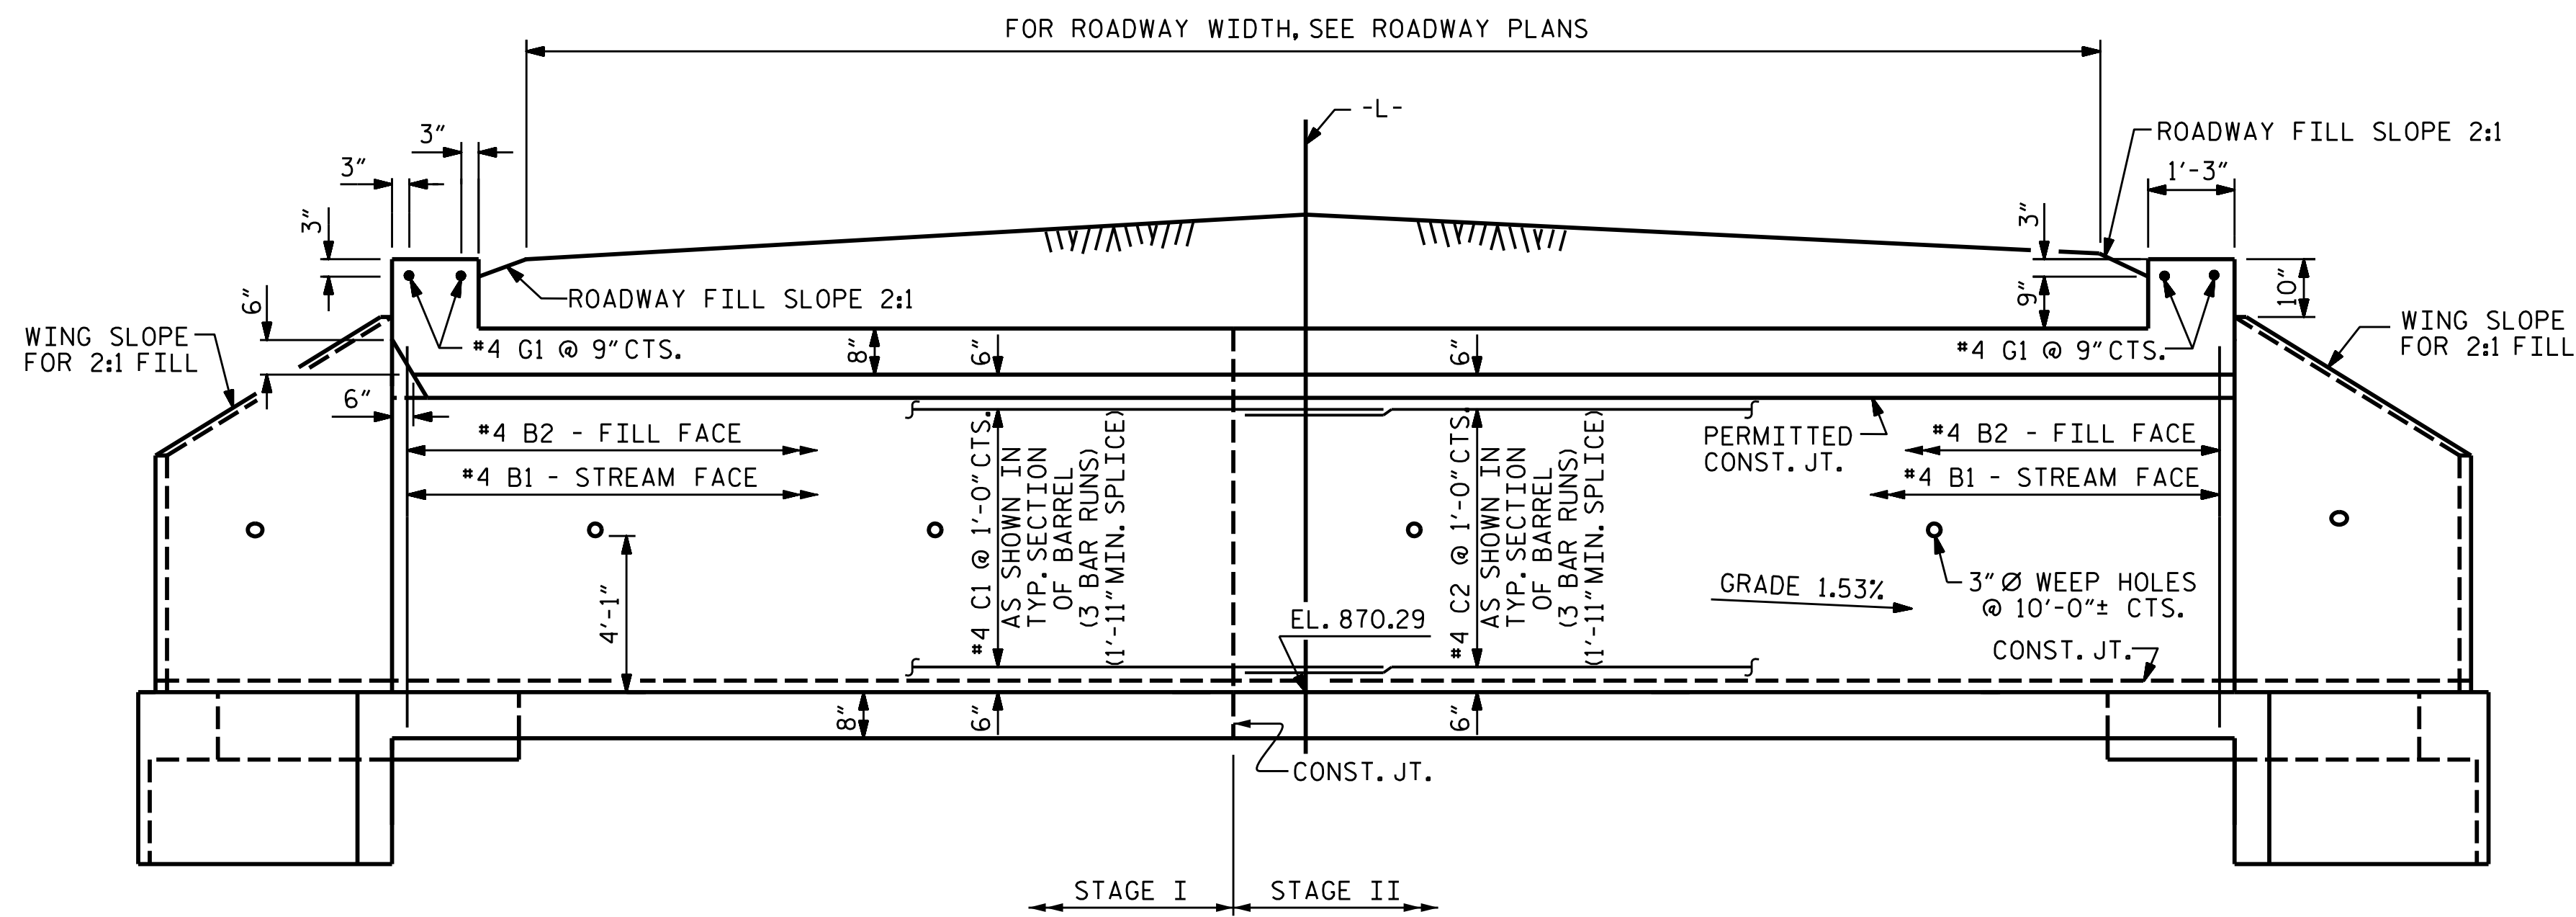 FOR ROADWAY WIDTH, SEE ROADWAY PLANS
-L-
3"
3"
3"
6"
6"
ROADWAY FILL SLOPE 2:1
1'-3"
3"
9"
10"
ROADWAY FILL SLOPE 2:1
WING SLOPE
FOR 2:1 FILL
#4 G1 @ 9" CTS.
8"
6"
6"
#4 G1 @ 9" CTS.
WING SLOPE
FOR 2:1 FILL
#4 B2 - FILL FACE
#4 B1 - STREAM FACE
#4 C1 @ 1'-0" CTS.
AS SHOWN IN
TYP. SECTION
OF BARREL
(3 BAR RUNS)
(1'-11" MIN. SPLICE)
#4 C2 @ 1'-0" CTS.
AS SHOWN IN
TYP. SECTION
OF BARREL
(3 BAR RUNS)
(1'-11" MIN. SPLICE)
PERMITTED
CONST. JT.
#4 B2 - FILL FACE
#4 B1 - STREAM FACE
4'-1"
EL. 870.29
GRADE 1.53%
3" Ø WEEP HOLES
@ 10'-0"± CTS.
CONST. JT.
8"
6"
6"
CONST. JT.
STAGE I
STAGE II